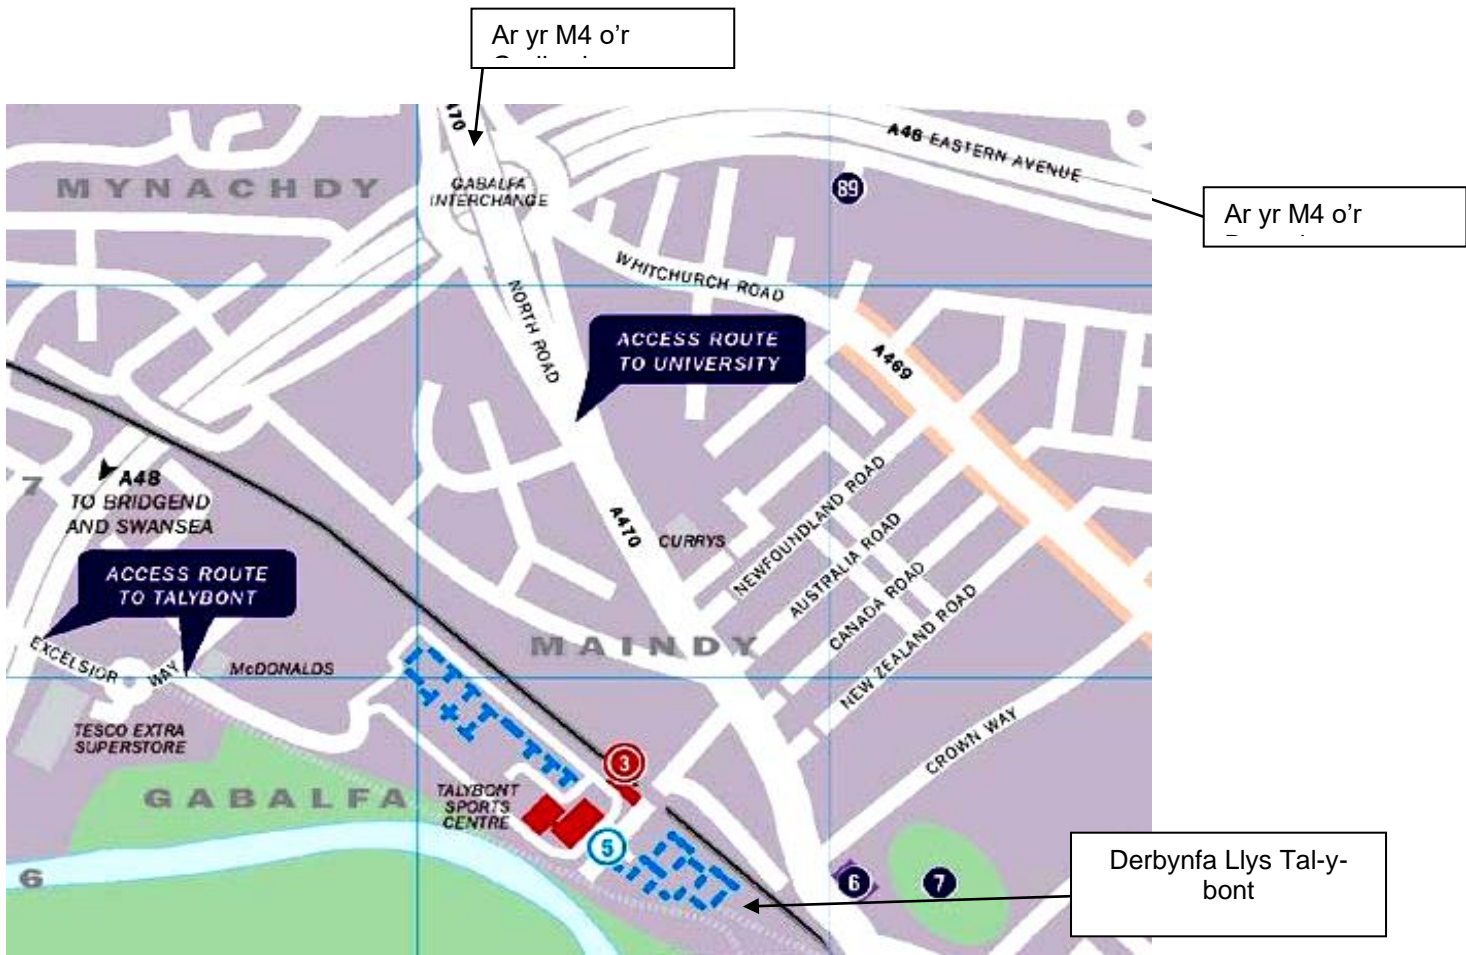 Ar yr M4 o’r
A48 EASTERN AVENUE
MYNACHDY
GABALFA
INTERCHANGE
89
Ar yr M4 o’r
WHITCHURCH ROAD
NORTH ROAD
ACCESS ROUTE
TO UNIVERSITY
A469
7
A48
TO BRIDGEND
AND SWANSEA
A470
CURRYS
NEWFOUNDLAND ROAD
AUSTRALIA ROAD
CANADA ROAD
NEW ZEALAND ROAD
ACCESS ROUTE
TO TALYBONT
EXCELSIOR WAY
McDONALDS
MAINDY
TESCO EXTRA
SUPERSTORE
CROWN WAY
GABALFA
TALYBONT
SPORTS
CENTRE
3
5
6
6
7
Derbynfa Llys Tal-y-
bont